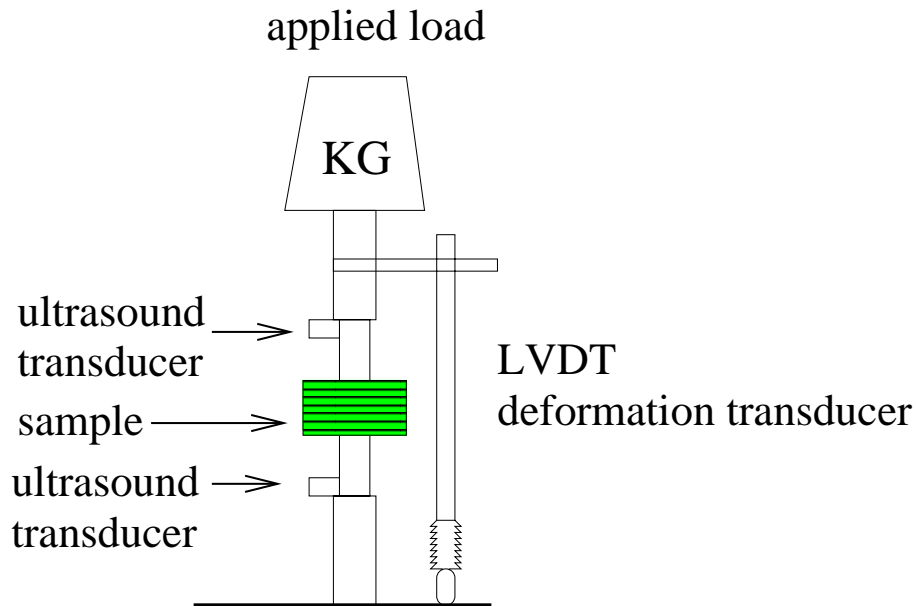 applied load
KG
ultrasound
transducer
sample
ultrasound
transducer
LVDT
deformation transducer